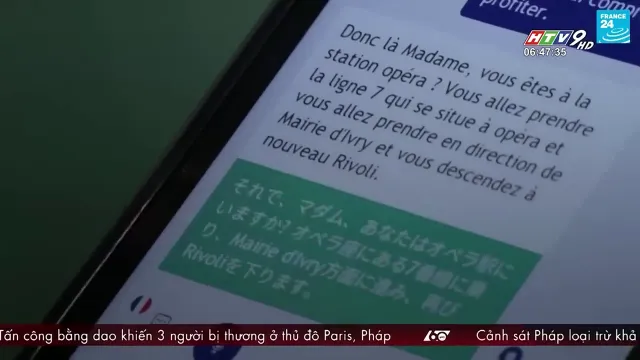 profiter.
FRANCE
24
HTV9HD
06:47:35
Donc là Madame, vous êtes à la
station opéra ? Vous allez prendre
la ligne 7 qui se situe à opéra et
vous allez prendre en direction de
Mairie d'Ivry et vous descendez à
nouveau Rivoli.
それで、マダム、あなたはオペラ駅に
いますか? オペラ座にある7番線に乗
り、Mairie d'Ivry方面に進み、再び
Rivoliを下ります。
Tấn công bằng dao khiến 3 người bị thương ở thủ đô Paris, Pháp
60
Cảnh sát Pháp loại trừ khả